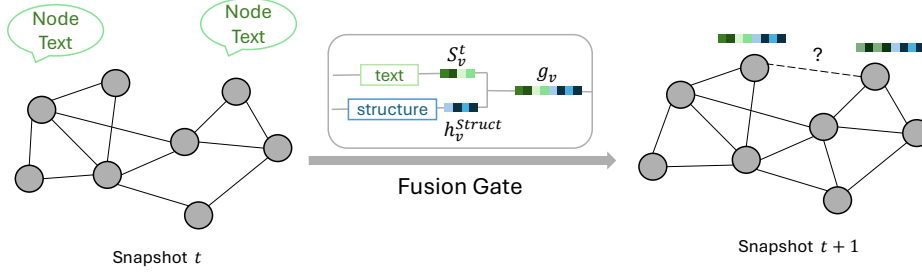 Node
Text
Node
Text
text
structure
$S_v^t$
$h_v^{Struct}$
$g_v$
Fusion Gate
?
Snapshot $t$
Snapshot $t+1$